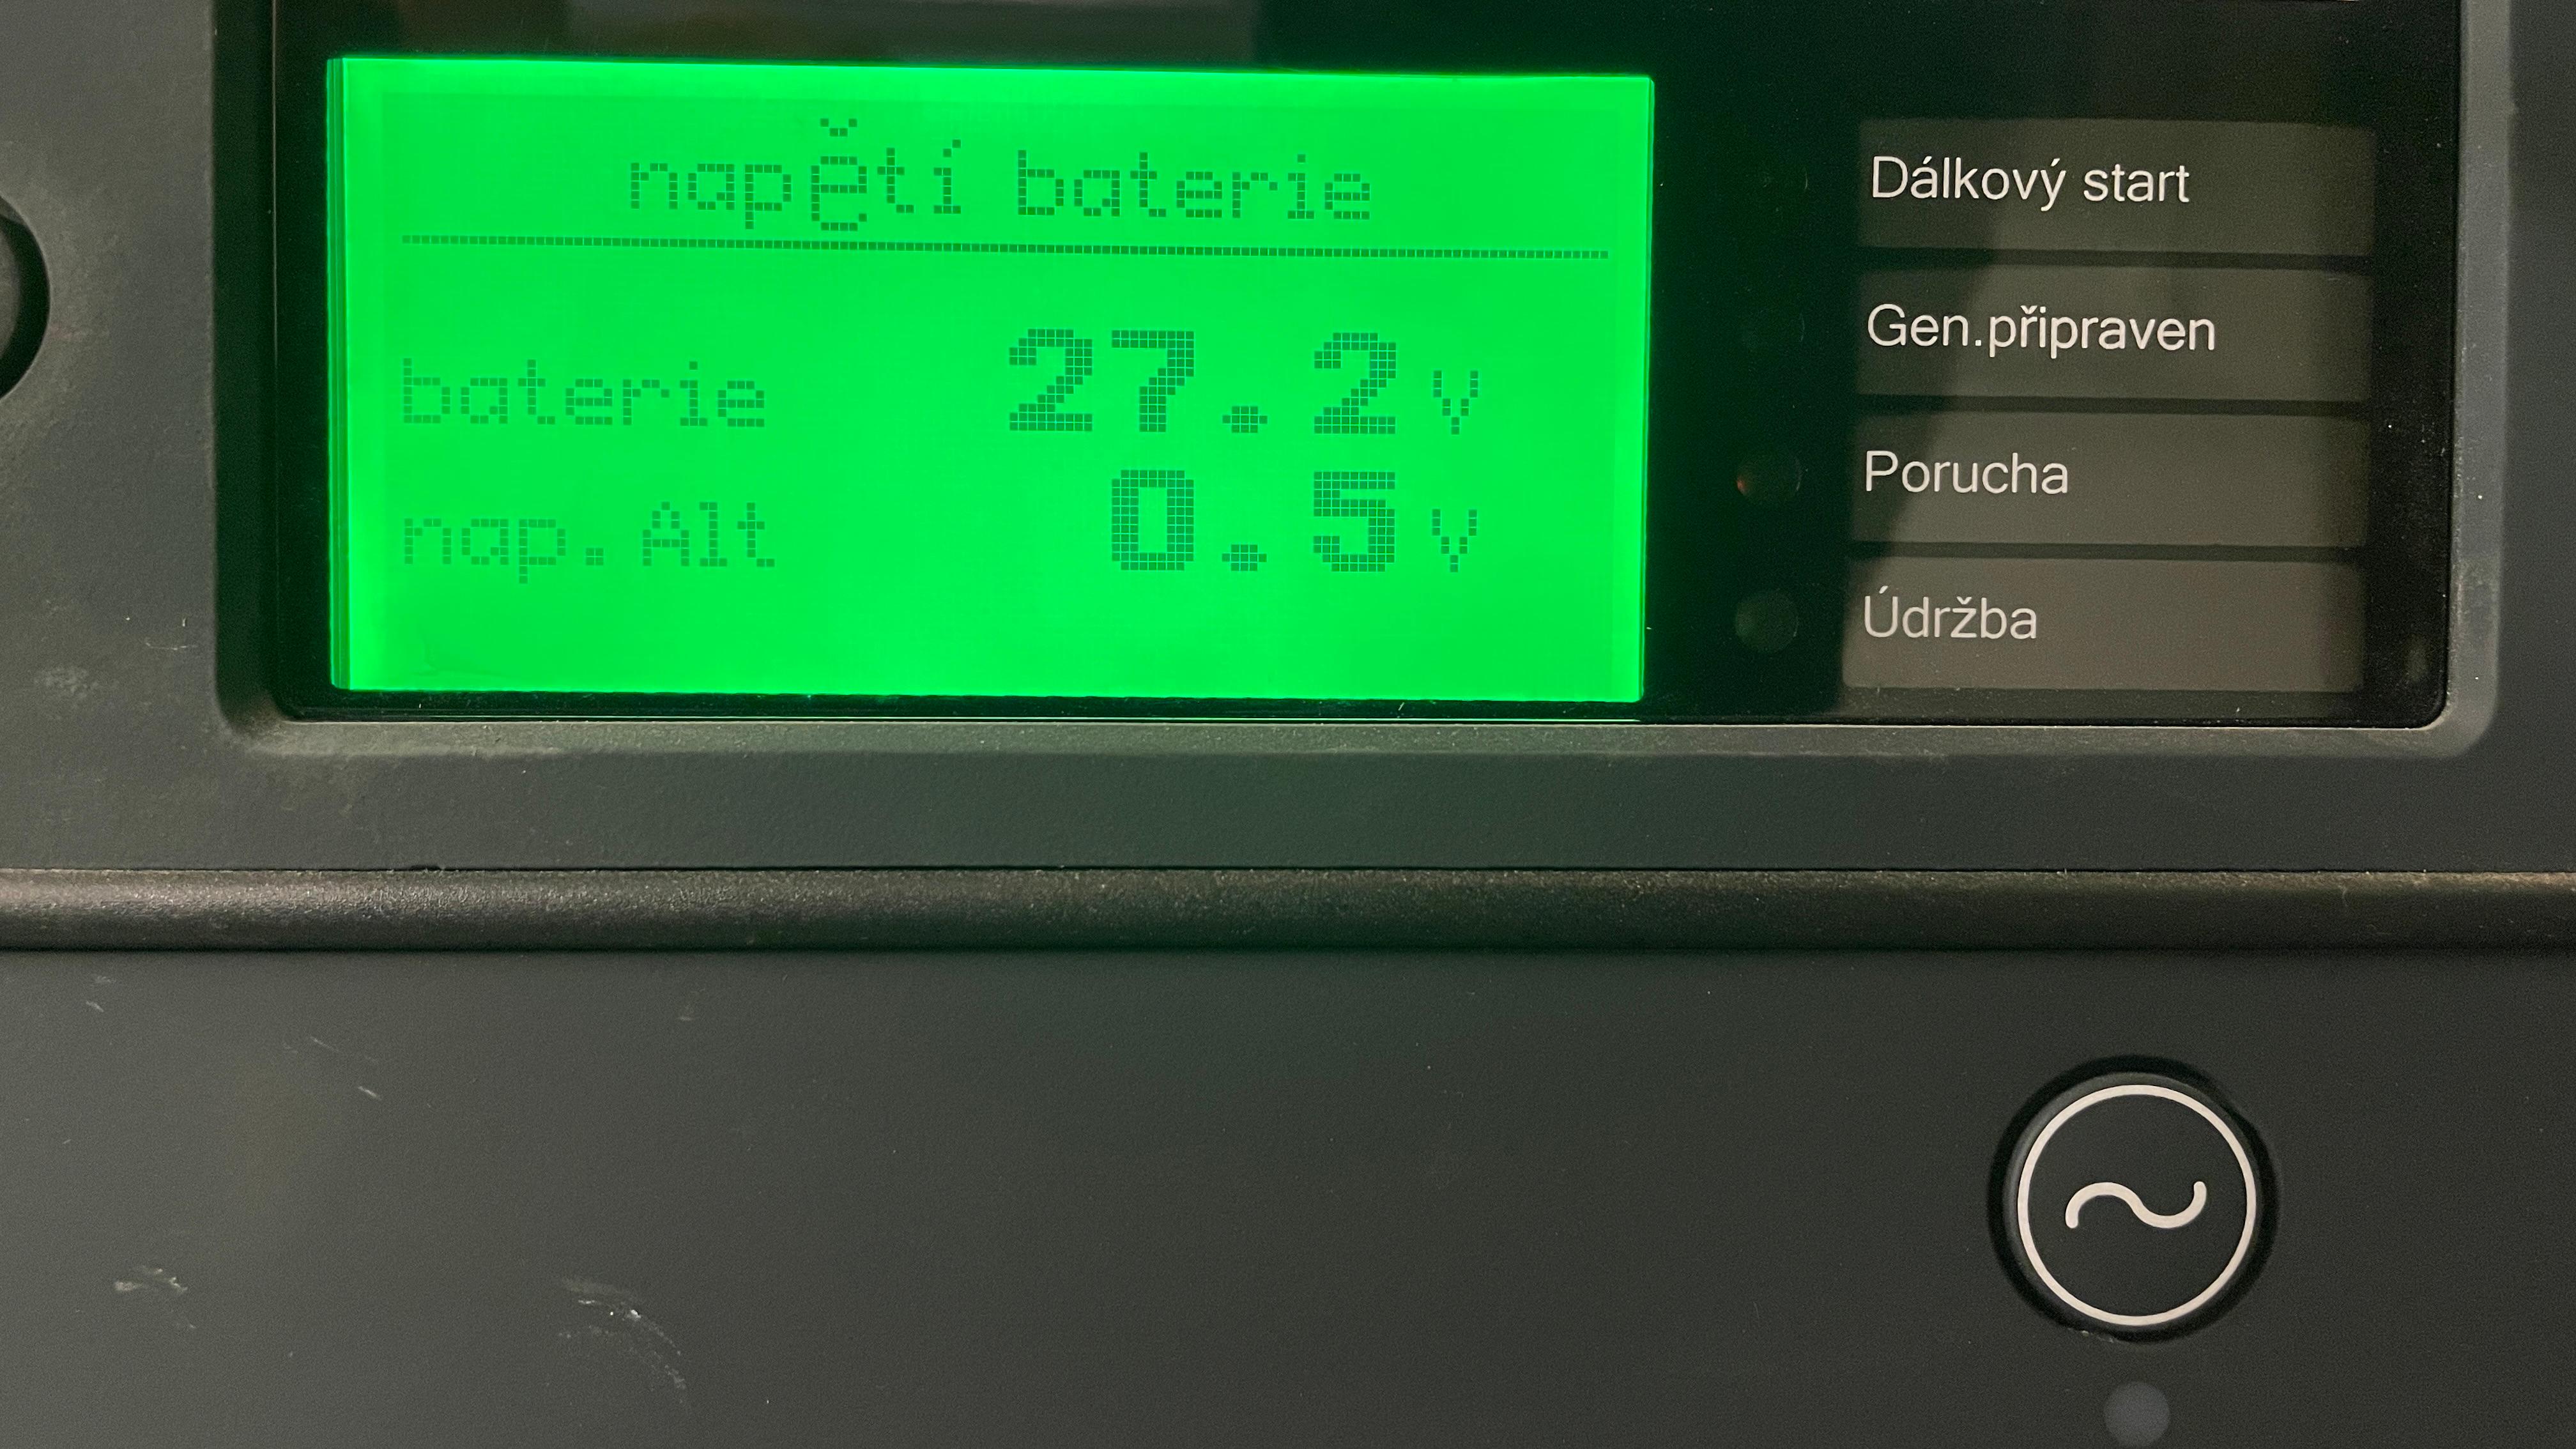 napětí baterie
baterie 27.2 V
nap. Alt 0.5 V
Dálkový start
Gen.připraven
Porucha
Údržba